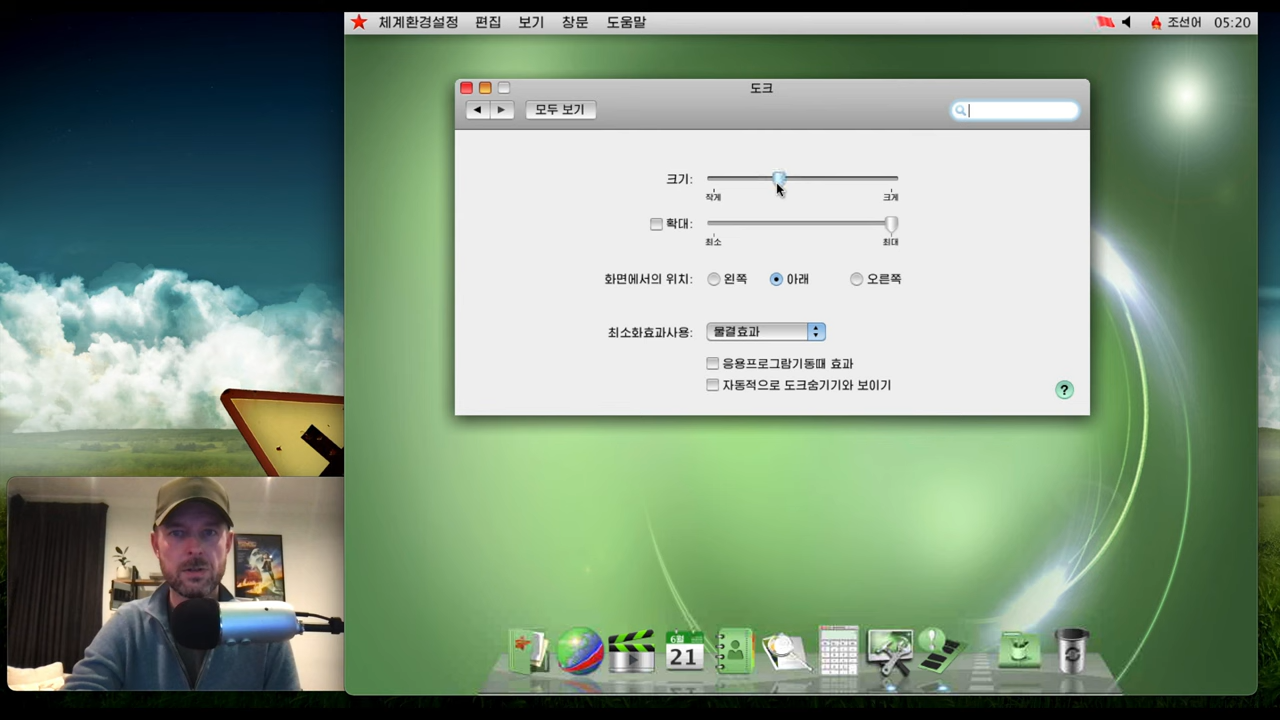 체계환경설정 편집 보기 창문 도움말 조선어 05:20
도크
모두 보기
크기:
작게 크게
확대:
최소 최대
화면에서의 위치: 왼쪽 아래 오른쪽
최소화효과사용: 물결효과
응용프로그람기동때 효과
자동적으로 도크숨기기와 보이기
?
6월
21